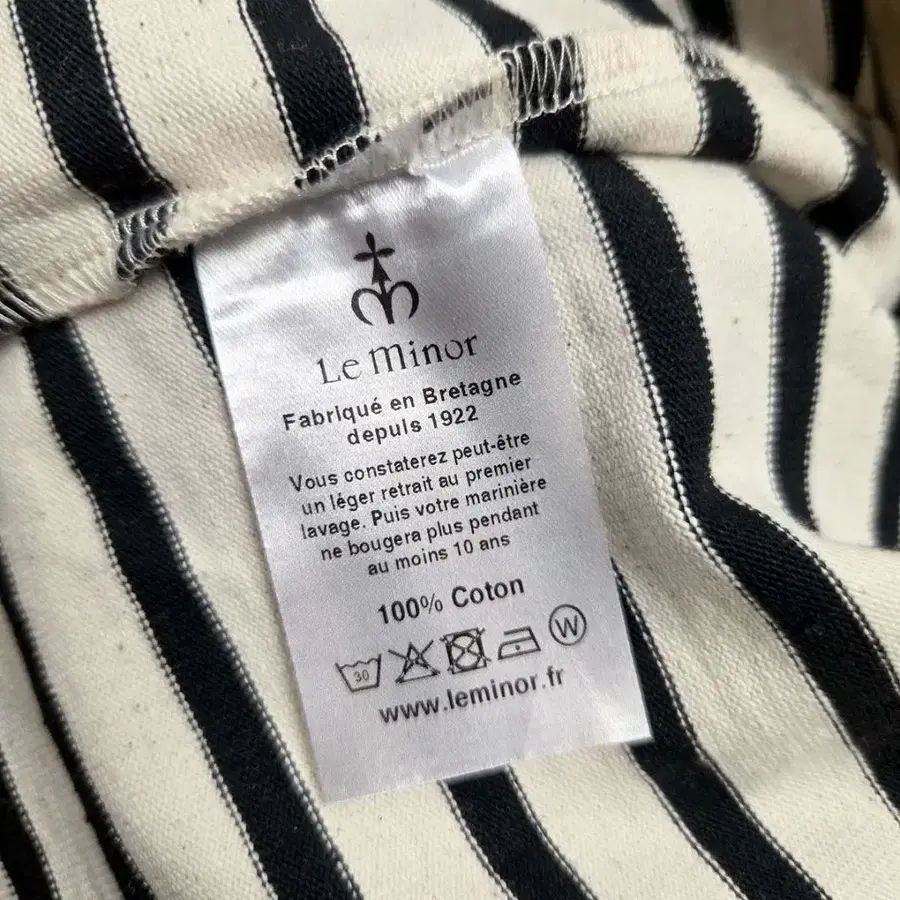 Le Minor
Fabriqué en Bretagne
depuis 1922
Vous constaterez peut-être
un léger retrait au premier
lavage. Puis votre marinière
ne bougera plus pendant
au moins 10 ans
100% Coton
30 W
www.leminor.fr